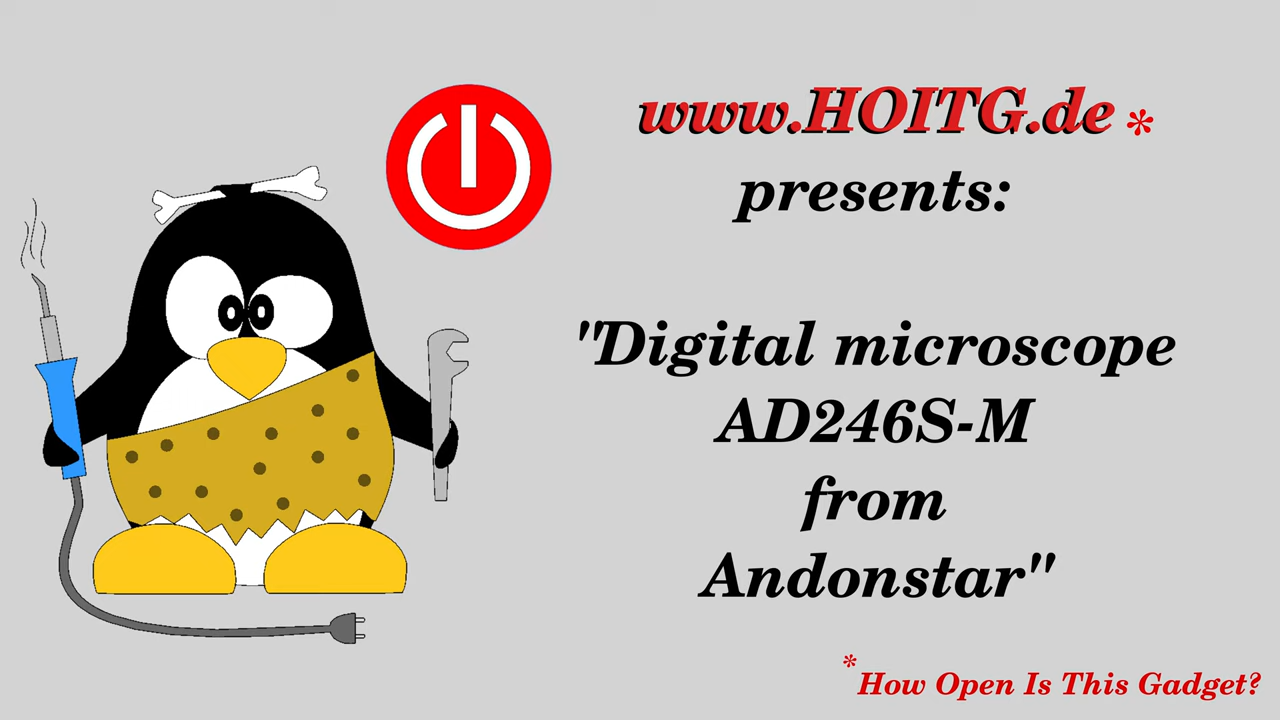 www.HOITG.de *
presents:
"Digital microscope
AD246S-M
from
Andonstar"
*How Open Is This Gadget?